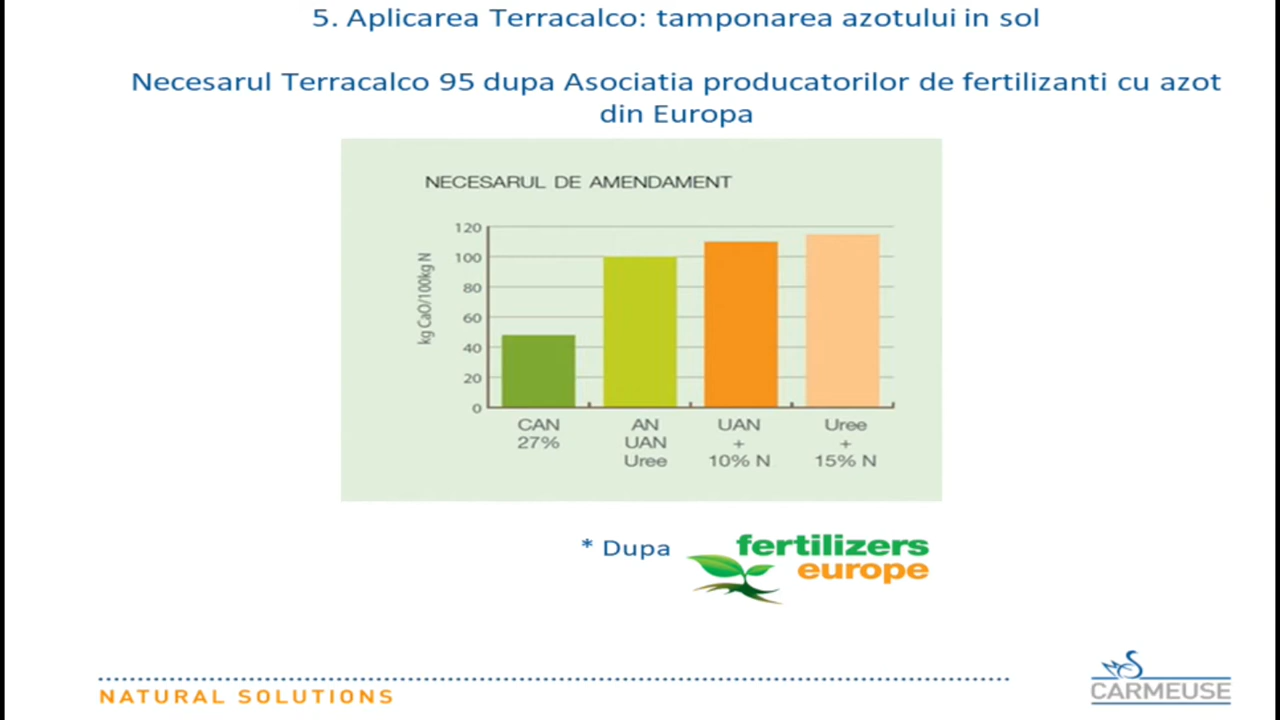 5. Aplicarea Terracalco: tamponarea azotului in sol
Necesarul Terracalco 95 dupa Asociatia producatorilor de fertilizanti cu azot
din Europa
NECESARUL DE AMENDAMENT
kg CaO/100kg N
120
100
80
60
40
20
0
CAN
27%
AN
UAN
Uree
UAN
+
10% N
Uree
+
15% N
* Dupa
fertilizers
europe
NATURAL SOLUTIONS
CARMEUSE